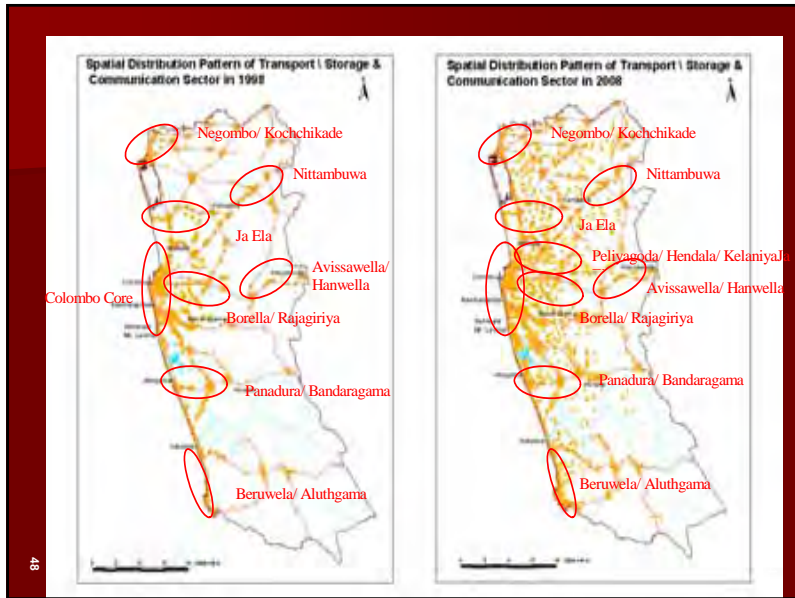 Spatial Distribution Pattern of Transport \ Storage &
Communication Sector in 1998
Negombo/ Kochchikade
Nittambuwa
Ja Ela
Avissawella/
Hanwella
Colombo Core
Borella/ Rajagiriya
Panadura/ Bandaragama
Beruwela/ Aluthgama
Spatial Distribution Pattern of Transport \ Storage &
Communication Sector in 2008
Negombo/ Kochchikade
Nittambuwa
Ja Ela
Peliyagoda/ Hendala/ KelaniyaJa
Avissawella/ Hanwella
Borella/ Rajagiriya
Panadura/ Bandaragama
Beruwela/ Aluthgama
48